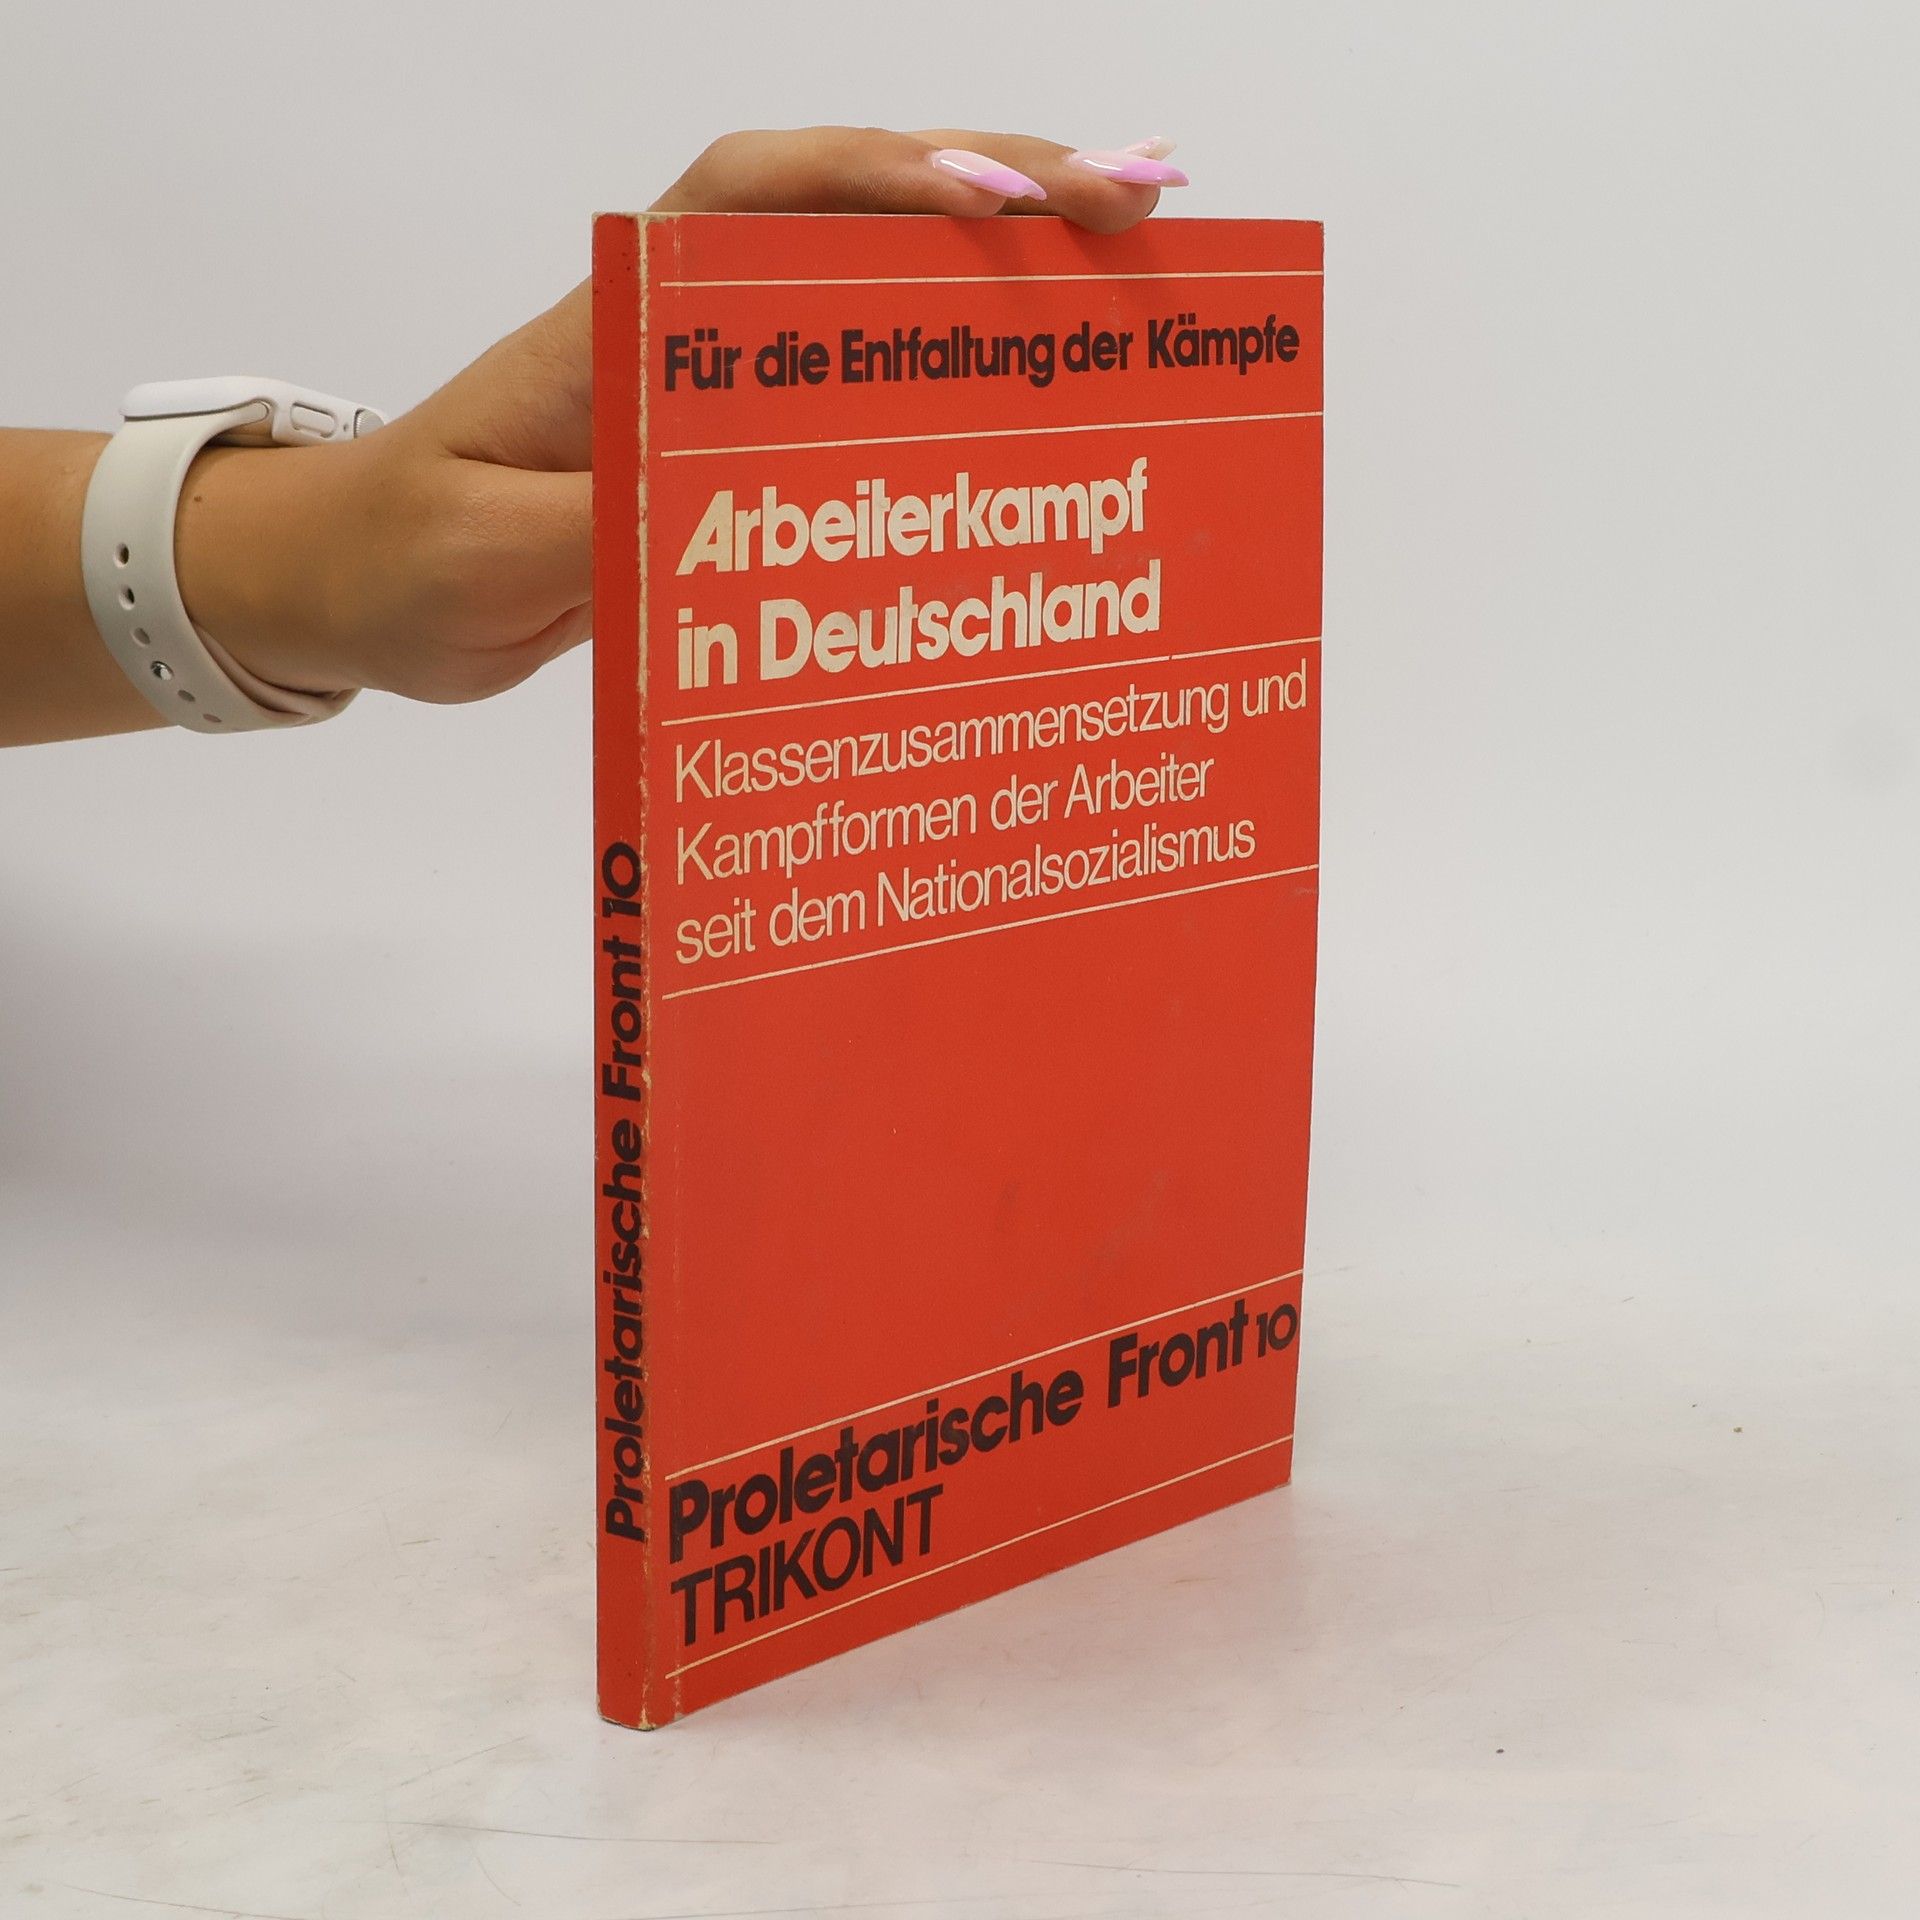 Für die Entfaltung der Kämpfe
Arbeiterkampf
in Deutschland
Klassenzusammensetzung und
Kampfformen der Arbeiter
seit dem Nationalsozialismus
Proletarische Front 10
TRIKONT
Proletarische Front 10